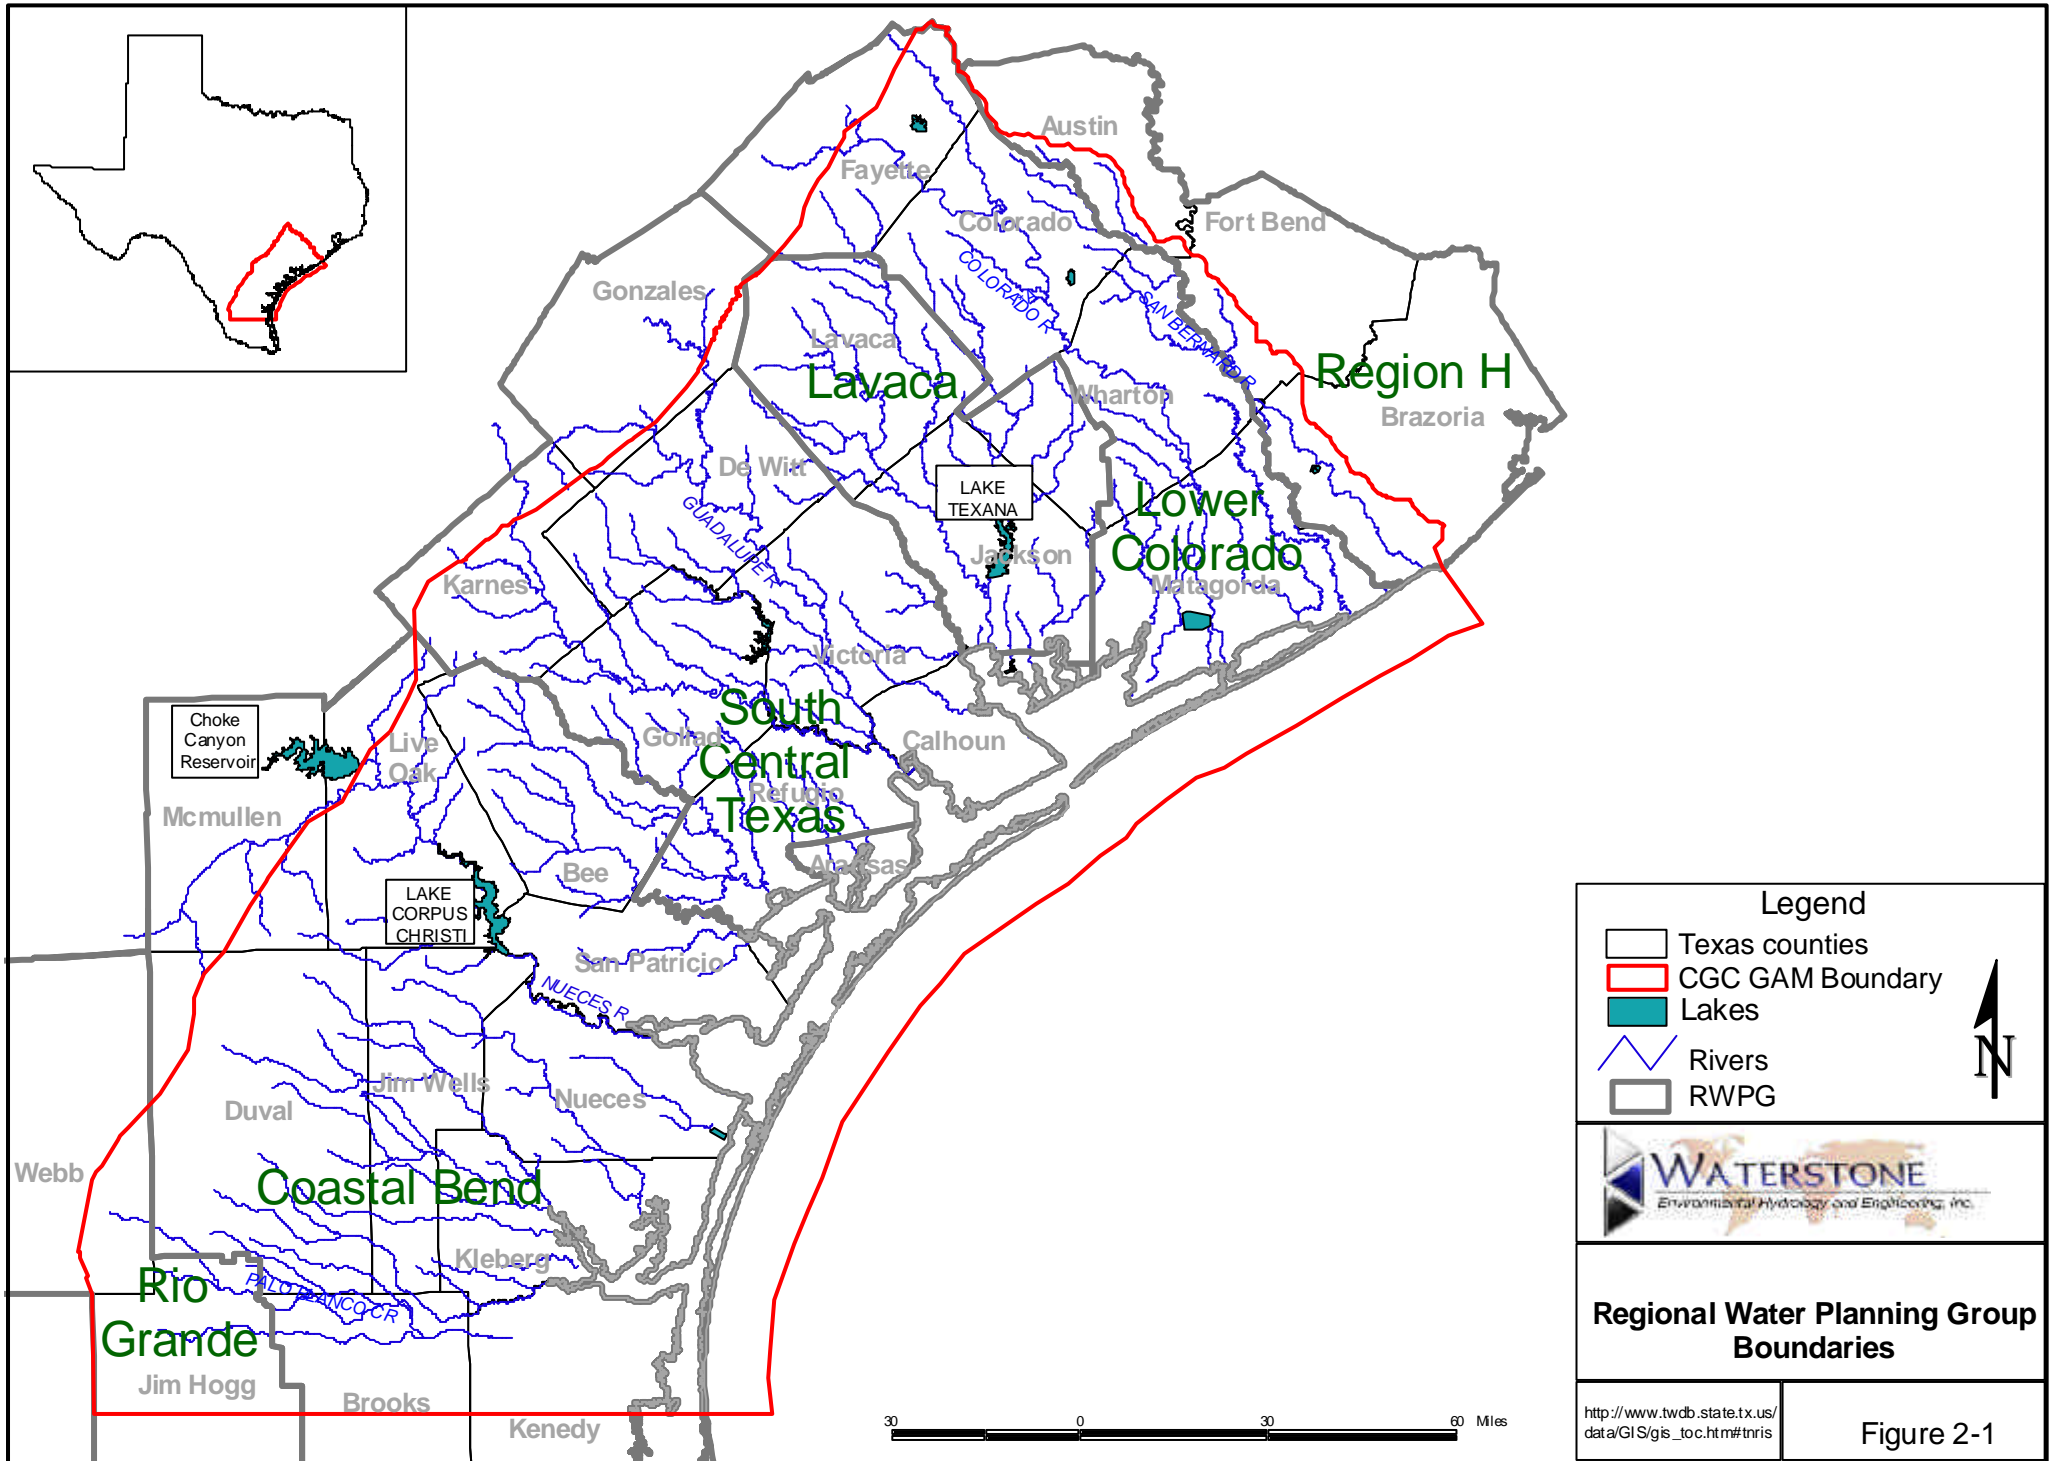 Austin
Fayette
Colorado
Fort Bend
COLORADO R
Gonzales
SAN BERNARD R
Lavaca
Lavaca
Region H
Wharton
Brazoria
De Witt
LAKE
TEXANA
Lower
Colorado
GUADALUPE R
Jackson
Karnes
Matagorda
Victoria
South
Central
Texas
Choke
Canyon
Reservoir
Live
Oak
Goliad
Calhoun
Refugio
Mcmullen
Aransas
Bee
LAKE
CORPUS
CHRISTI
San Patricio
NUECES R
Jim Wells
Nueces
Duval
Webb
Coastal Bend
Kleberg
Rio
Grande
PALO BLANCO CR
Jim Hogg
Brooks
Kenedy
30 0 30 60 Miles
Legend
Texas counties
CGC GAM Boundary
Lakes
Rivers
RWPG
N
WATERSTONE
Environmental Hydrology and Engineering, Inc.
Regional Water Planning Group
Boundaries
http://www.twdb.state.tx.us/
data/GIS/gis_toc.htm#tnris
Figure 2-1